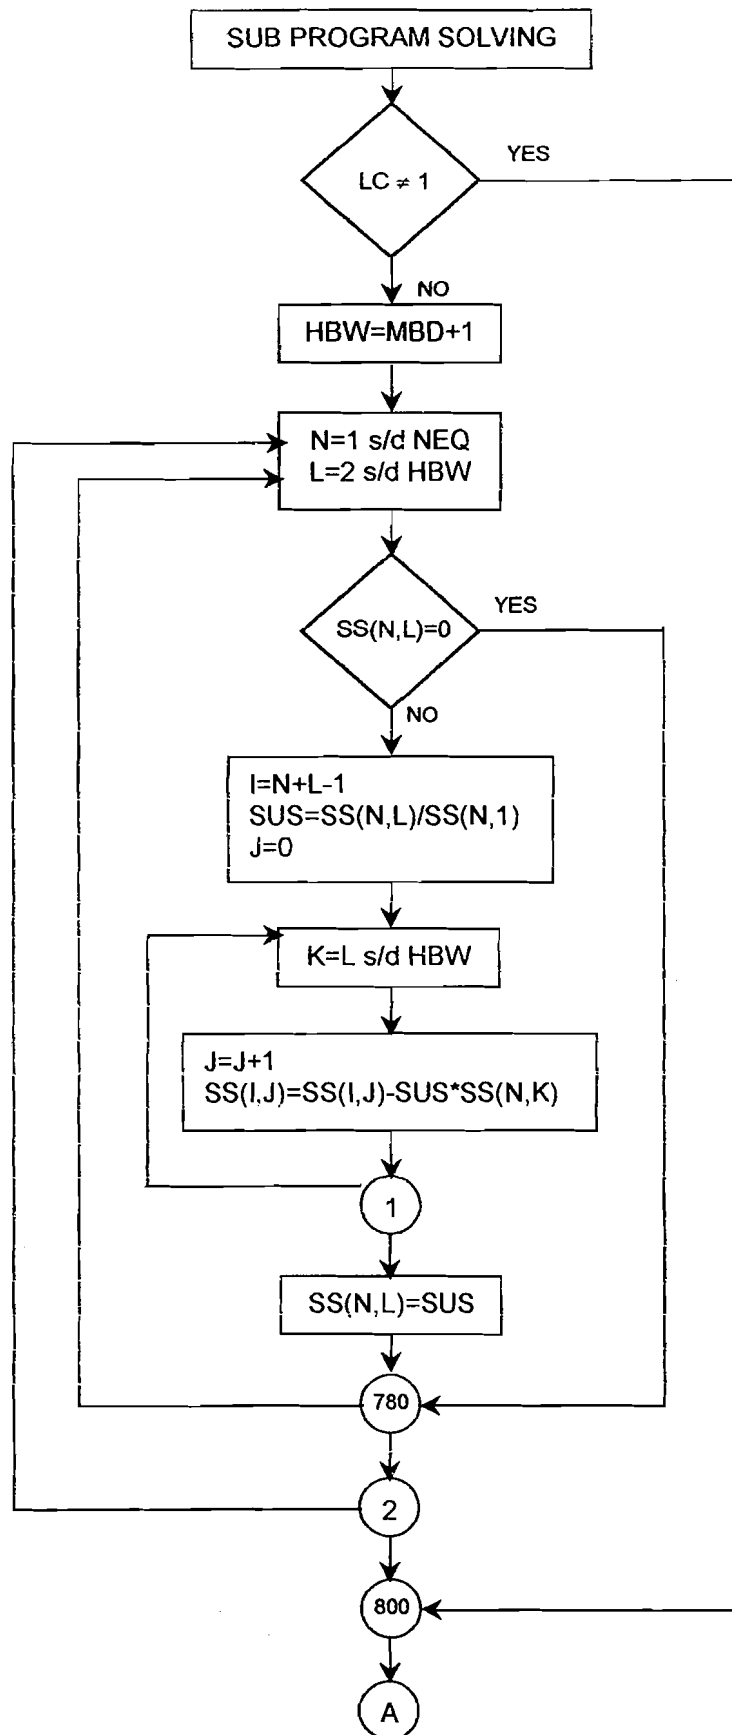 SUB PROGRAM SOLVING
LC ≠ 1
YES
NO
HBW=MBD+1
N=1 s/d NEQ
L=2 s/d HBW
SS(N,L)=0
YES
NO
I=N+L-1
SUS=SS(N,L)/SS(N,1)
J=0
K=L s/d HBW
J=J+1
SS(I,J)=SS(I,J)-SUS*SS(N,K)
1
SS(N,L)=SUS
780
2
800
A